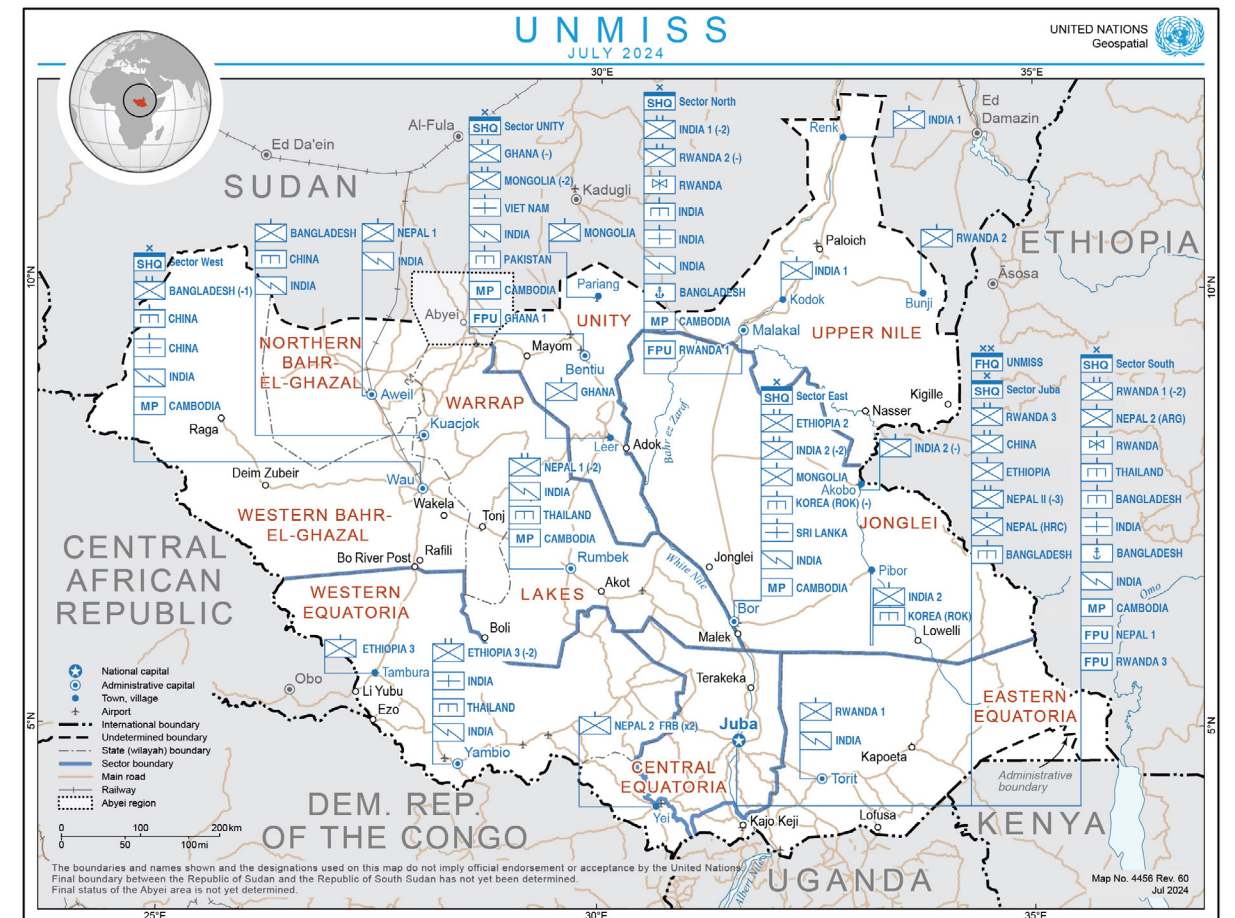 UNMISS
JULY 2024
UNITED NATIONS
Geospatial
30°E
35°E
Ed Da'ein
Al-Fula
Kadugli
Ed
Damazin
SUDAN
ETHIOPIA
Āsosa
10°N
10°N
SHQ Sector West
BANGLADESH (-1)
CHINA
CHINA
INDIA
MP CAMBODIA
BANGLADESH
CHINA
INDIA
NEPAL 1
INDIA
SHQ Sector UNITY
GHANA (-)
MONGOLIA (-2)
VIET NAM
INDIA
PAKISTAN
MP CAMBODIA
FPU GHANA 1
MONGOLIA
SHQ Sector North
INDIA 1 (-2)
RWANDA 2 (-)
RWANDA
INDIA
INDIA
INDIA
BANGLADESH
MP CAMBODIA
FPU RWANDA 1
Renk
INDIA 1
Paloich
RWANDA 2
INDIA 1
Kodok
Bunji
Malakal
UPPER NILE
Pariang
UNITY
Abyei
Mayom
Bentiu
GHANA
Leer
Adok
Bahr ez Zaraf
NORTHERN
BAHR-
EL-GHAZAL
Aweil
WARRAP
Kuacjok
Raga
Deim Zubeir
Wau
Wakela
Tonj
WESTERN BAHR-
EL-GHAZAL
Bo River Post
Rafili
NEPAL 1 (-2)
INDIA
THAILAND
MP CAMBODIA
Rumbek
LAKES
Akot
White Nile
Jonglei
SHQ Sector East
ETHIOPIA 2
INDIA 2 (-2)
MONGOLIA
KOREA (ROK) (-)
SRI LANKA
INDIA
MP CAMBODIA
Nasser
Kigille
INDIA 2 (-)
Akobo
JONGLEI
Pibor
INDIA 2
KOREA (ROK)
Lowelli
Bor
Malek
FHQ UNMISS
SHQ Sector Juba
RWANDA 3
CHINA
ETHIOPIA
NEPAL II (-3)
NEPAL (HRC)
BANGLADESH
SHQ Sector South
RWANDA 1 (-2)
NEPAL 2 (ARG)
RWANDA
THAILAND
BANGLADESH
INDIA
BANGLADESH
INDIA
MP CAMBODIA
FPU NEPAL 1
FPU RWANDA 3
Omo
CENTRAL
AFRICAN
REPUBLIC
WESTERN
EQUATORIA
Boli
ETHIOPIA 3
Tambura
Obo
Li Yubu
Ezo
ETHIOPIA 3 (-2)
INDIA
THAILAND
INDIA
Yambio
Terakeka
NEPAL 2 FRB (x2)
Juba
CENTRAL
EQUATORIA
Yei
Kajo Keji
RWANDA 1
INDIA
Torit
Kapoeta
EASTERN
EQUATORIA
Lofusa
Administrative
boundary
DEM. REP.
OF THE CONGO
UGANDA
KENYA
Albert Nile
5°N
5°N
National capital
Administrative capital
Town, village
Airport
International boundary
Undetermined boundary
State (wilayah) boundary
Sector boundary
Main road
Railway
Abyei region
0 100 200 km
0 50 100 mi
The boundaries and names shown and the designations used on this map do not imply official endorsement or acceptance by the United Nations.
Final boundary between the Republic of Sudan and the Republic of South Sudan has not yet been determined.
Final status of the Abyei area is not yet determined.
Map No. 4456 Rev. 60
Jul 2024
25°E
30°E
35°E